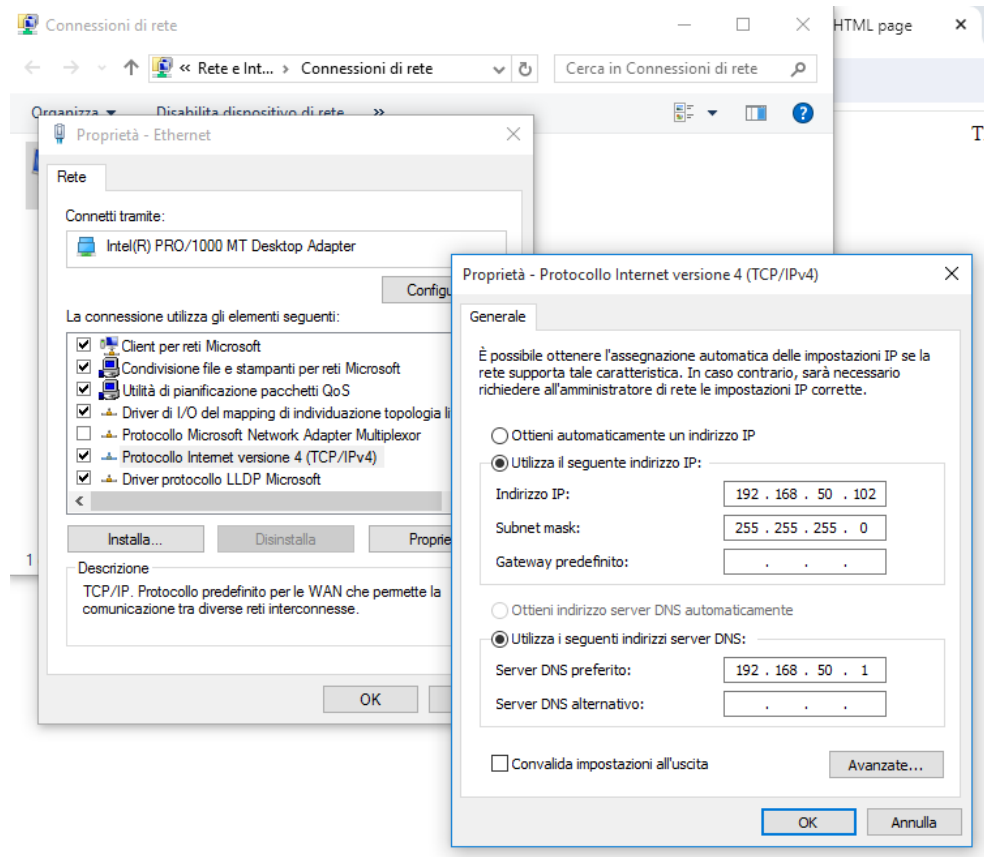 Connessioni di rete
HTML page
« Rete e Int... › Connessioni di rete
Cerca in Connessioni di rete
Organizza
Disabilita dispositivo di rete
»
T
Proprietà - Ethernet
Rete
Connetti tramite:
Intel(R) PRO/1000 MT Desktop Adapter
Configu
La connessione utilizza gli elementi seguenti:
Client per reti Microsoft
Condivisione file e stampanti per reti Microsoft
Utilità di pianificazione pacchetti QoS
Driver di I/O del mapping di individuazione topologia li
Protocollo Microsoft Network Adapter Multiplexor
Protocollo Internet versione 4 (TCP/IPv4)
Driver protocollo LLDP Microsoft
Installa...
Disinstalla
Proprie
1
Descrizione
TCP/IP. Protocollo predefinito per le WAN che permette la
comunicazione tra diverse reti interconnesse.
OK
Proprietà - Protocollo Internet versione 4 (TCP/IPv4)
Generale
È possibile ottenere l'assegnazione automatica delle impostazioni IP se la
rete supporta tale caratteristica. In caso contrario, sarà necessario
richiedere all'amministratore di rete le impostazioni IP corrette.
Ottieni automaticamente un indirizzo IP
Utilizza il seguente indirizzo IP:
Indirizzo IP:
192 . 168 . 50 . 102
Subnet mask:
255 . 255 . 255 . 0
Gateway predefinito:
. . .
Ottieni indirizzo server DNS automaticamente
Utilizza i seguenti indirizzi server DNS:
Server DNS preferito:
192 . 168 . 50 . 1
Server DNS alternativo:
. . .
Convalida impostazioni all'uscita
Avanzate...
OK
Annulla